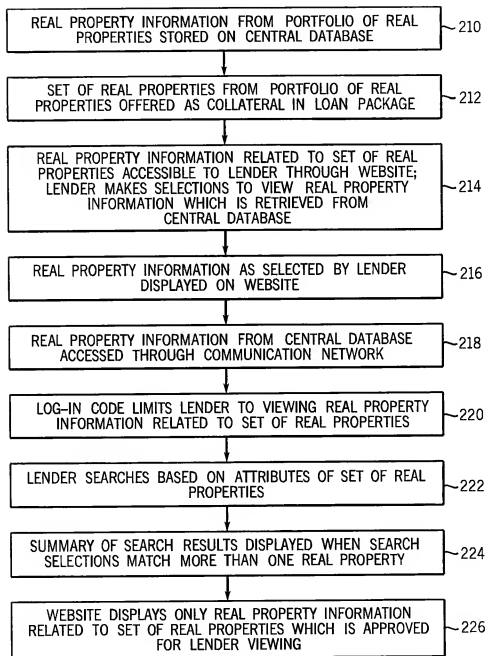 REAL PROPERTY INFORMATION FROM PORTFOLIO OF REAL
PROPERTIES STORED ON CENTRAL DATABASE
210
SET OF REAL PROPERTIES FROM PORTFOLIO OF REAL
PROPERTIES OFFERED AS COLLATERAL IN LOAN PACKAGE
212
REAL PROPERTY INFORMATION RELATED TO SET OF REAL
PROPERTIES ACCESSIBLE TO LENDER THROUGH WEBSITE;
LENDER MAKES SELECTIONS TO VIEW REAL PROPERTY
INFORMATION WHICH IS RETRIEVED FROM
CENTRAL DATABASE
214
REAL PROPERTY INFORMATION AS SELECTED BY LENDER
DISPLAYED ON WEBSITE
216
REAL PROPERTY INFORMATION FROM CENTRAL DATABASE
ACCESSED THROUGH COMMUNICATION NETWORK
218
LOG-IN CODE LIMITS LENDER TO VIEWING REAL PROPERTY
INFORMATION RELATED TO SET OF REAL PROPERTIES
220
LENDER SEARCHES BASED ON ATTRIBUTES OF SET OF REAL
PROPERTIES
222
SUMMARY OF SEARCH RESULTS DISPLAYED WHEN SEARCH
SELECTIONS MATCH MORE THAN ONE REAL PROPERTY
224
WEBSITE DISPLAYS ONLY REAL PROPERTY INFORMATION
RELATED TO SET OF REAL PROPERTIES WHICH IS APPROVED
FOR LENDER VIEWING
226